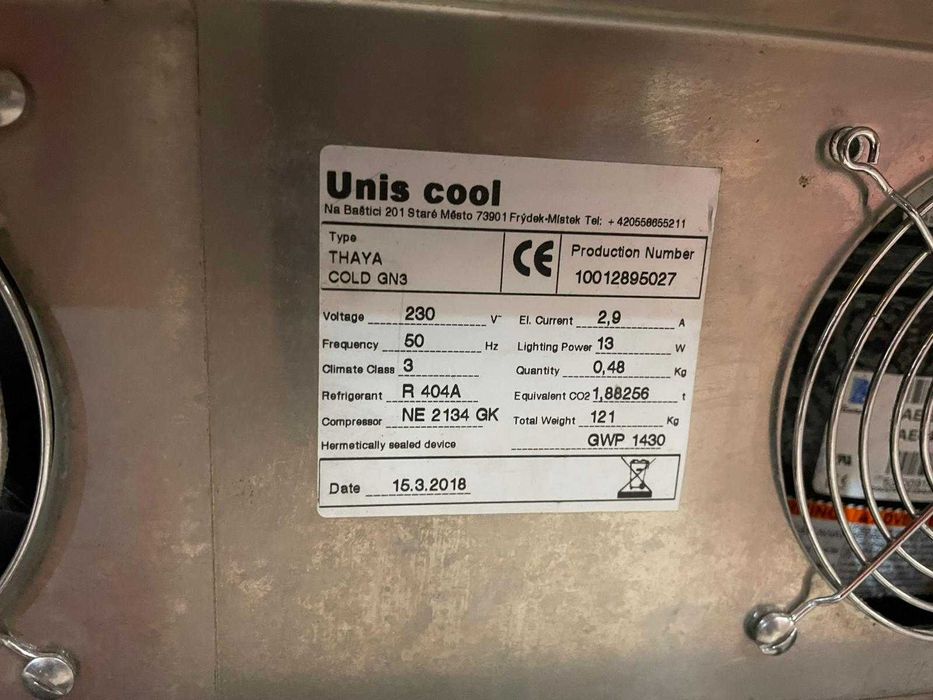 Unis cool
Na Baštici 201 Staré Město 73901 Frýdek-Místek Tel: +420558655211
Type
THAYA
COLD GN3
CE
Production Number
10012895027
Voltage 230 V~ El. Current 2,9 A
Frequency 50 Hz Lighting Power 13 W
Climate Class 3 Quantity 0,48 Kg
Refrigerant R 404A Equivalent CO2 1,88256 t
Compressor NE 2134 GK Total Weight 121 Kg
Hermetically sealed device GWP 1430
Date 15.3.2018